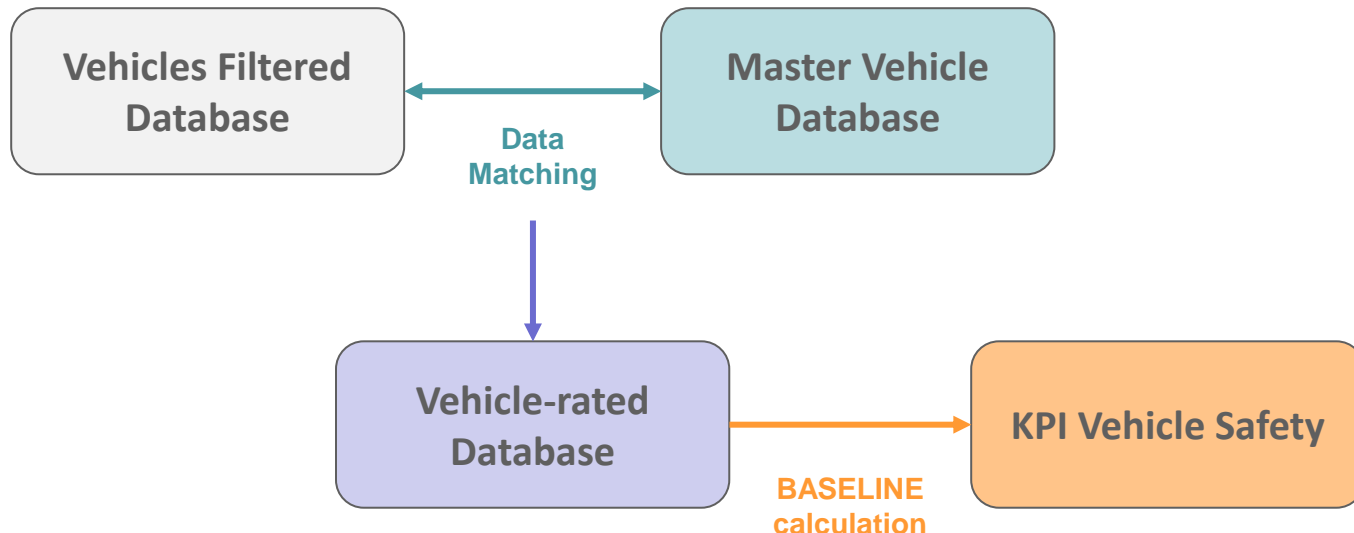 Vehicles Filtered
Database
Master Vehicle
Database
Data
Matching
Vehicle-rated
Database
KPI Vehicle Safety
BASELINE
calculation